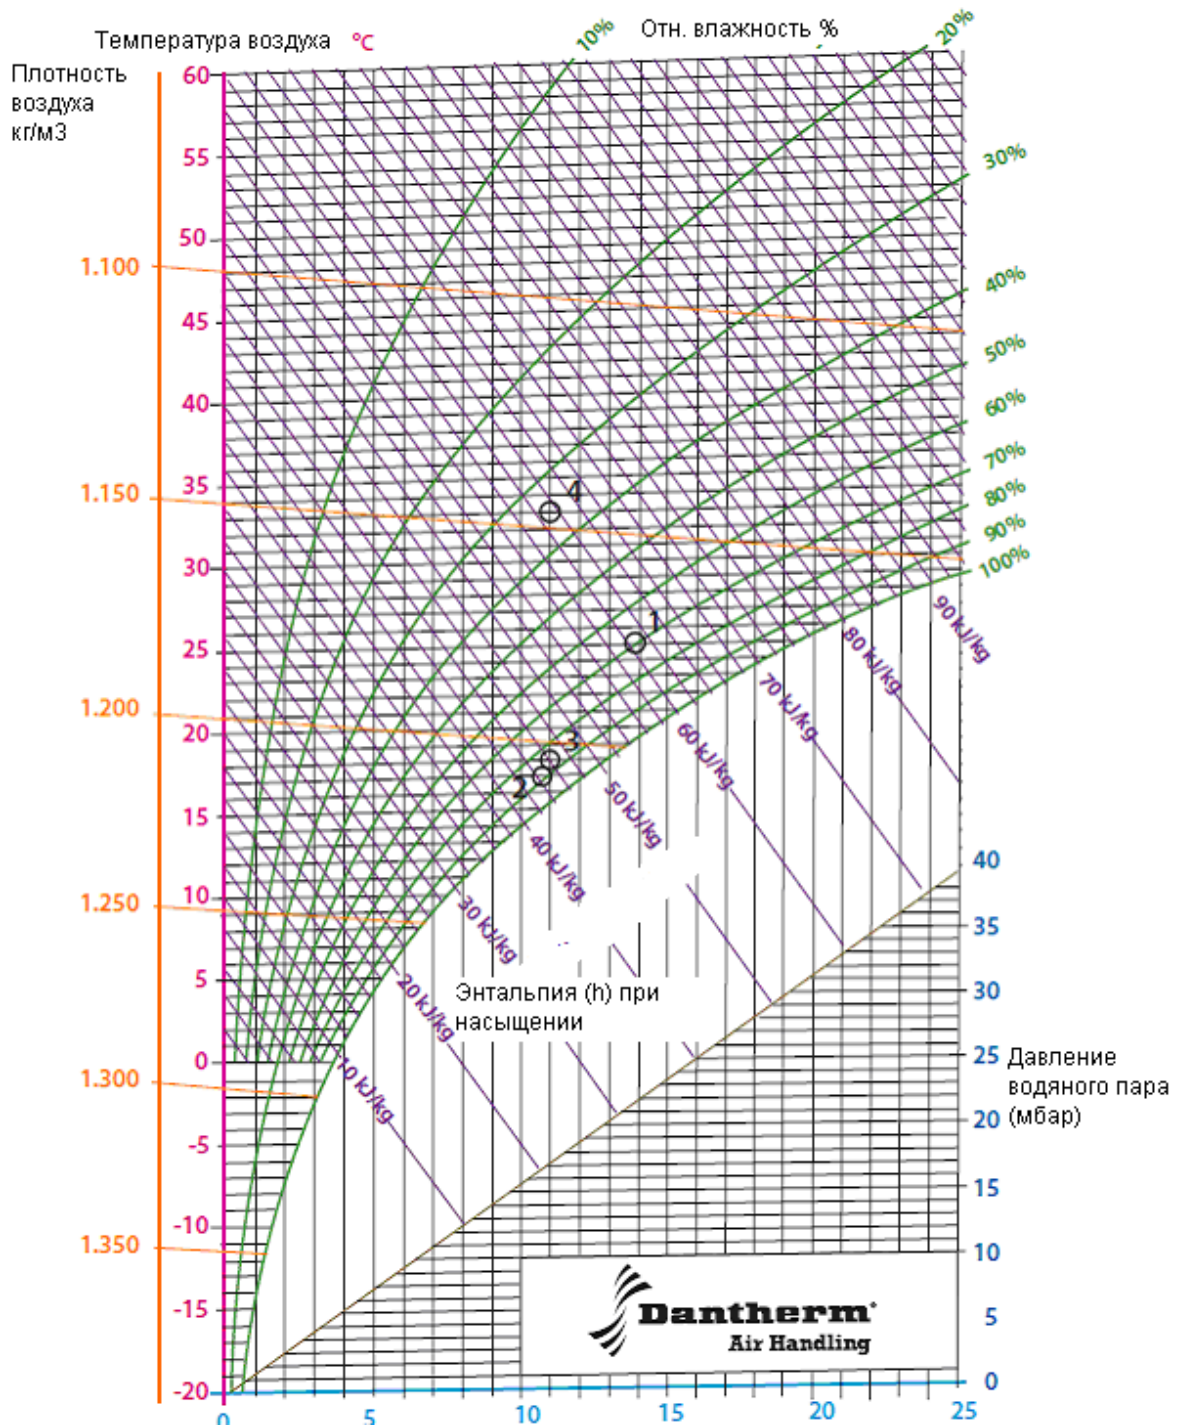 Температура воздуха °C
Отн. влажность %
Плотность
воздуха
кг/м3
10%
20%
30%
40%
50%
60%
70%
80%
90%
100%
60
55
50
45
40
35
30
25
20
15
10
5
0
-5
-10
-15
-20
1.100
1.150
1.200
1.250
1.300
1.350
4
1
3
2
90 kJ/kg
80 kJ/kg
70 kJ/kg
60 kJ/kg
50 kJ/kg
40 kJ/kg
30 kJ/kg
20 kJ/kg
10 kJ/kg
Энтальпия (h) при
насыщении
40
35
30
25
20
15
10
5
0
Давление
водяного пара
(мбар)
Dantherm®
Air Handling
0
5
10
15
20
25